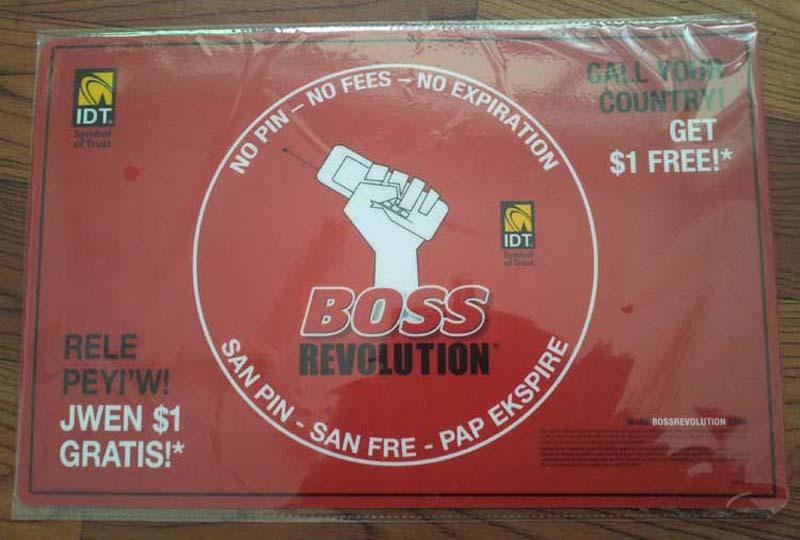 IDT
Symbol
of Trust
NO PIN – NO FEES – NO EXPIRATION
CALL YOUR
COUNTRY!
GET
$1 FREE!*
IDT
Symbol
of Trust
BOSS
REVOLUTION®
RELE
PEYI'W!
JWEN $1
GRATIS!*
SAN PIN - SAN FRE - PAP EKSPIRE
WWW.BOSSREVOLUTION.COM